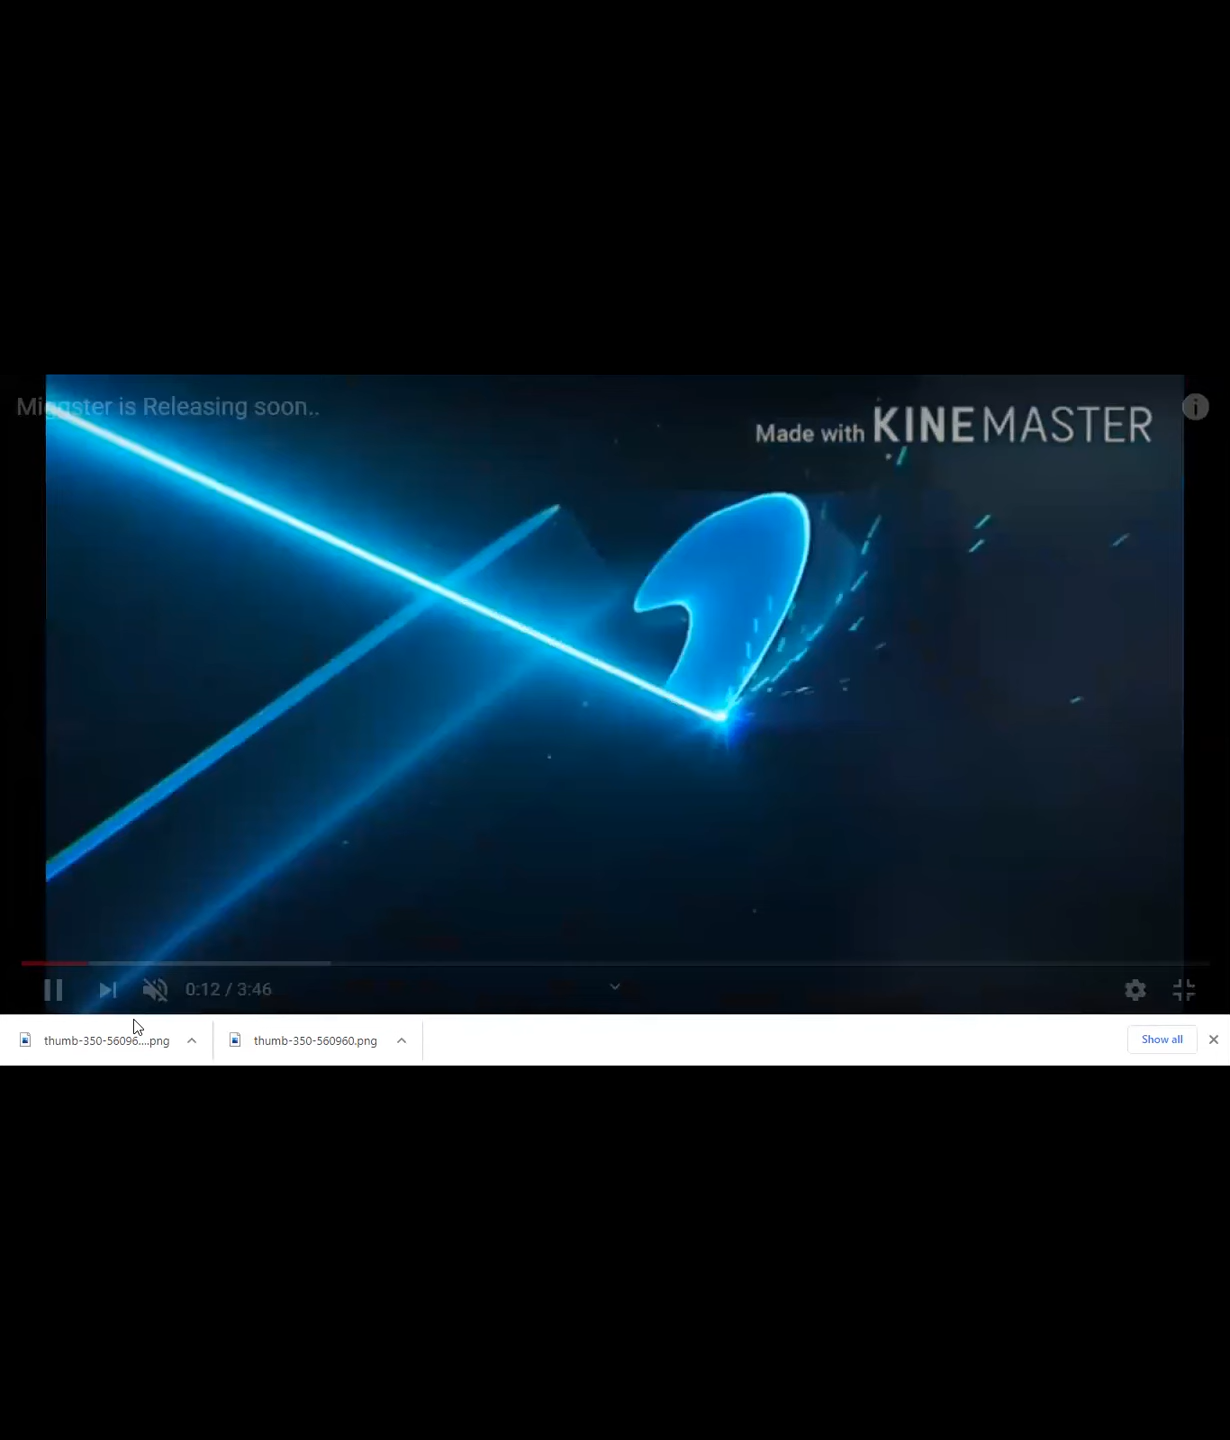 Miggster is Releasing soon..
Made with KINEMASTER
0:12 / 3:46
thumb-350-56096....png
thumb-350-560960.png
Show all